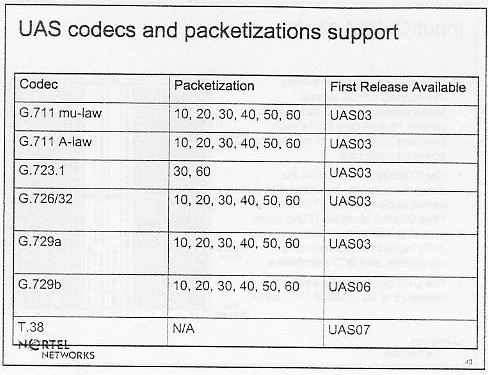 UAS codecs and packetizations support
Codec Packetization First Release Available
G.711 mu-law 10, 20, 30, 40, 50, 60 UAS03
G.711 A-law 10, 20, 30, 40, 50, 60 UAS03
G.723.1 30, 60 UAS03
G.726/32 10, 20, 30, 40, 50, 60 UAS03
G.729a 10, 20, 30, 40, 50, 60 UAS03
G.729b 10, 20, 30, 40, 50, 60 UAS06
T.38 N/A UAS07
NORTEL
NETWORKS